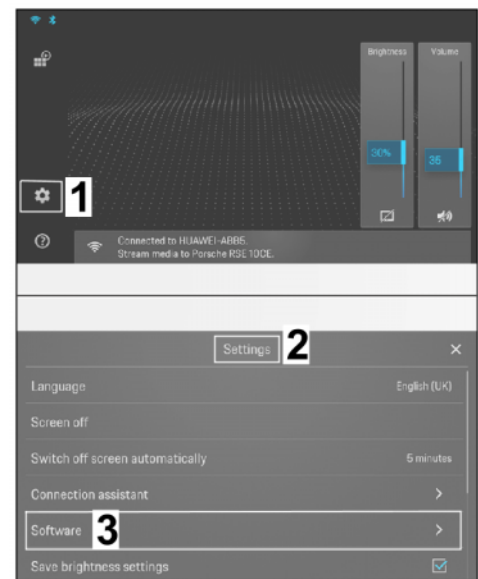 Brightness
Volume
30%
35
1
Connected to HUAWEI-ABB5.
Stream media to Porsche RSE 10CE.
Settings
2
Language
English (UK)
Screen off
Switch off screen automatically
5 minutes
Connection assistant
Software
3
Save brightness settings